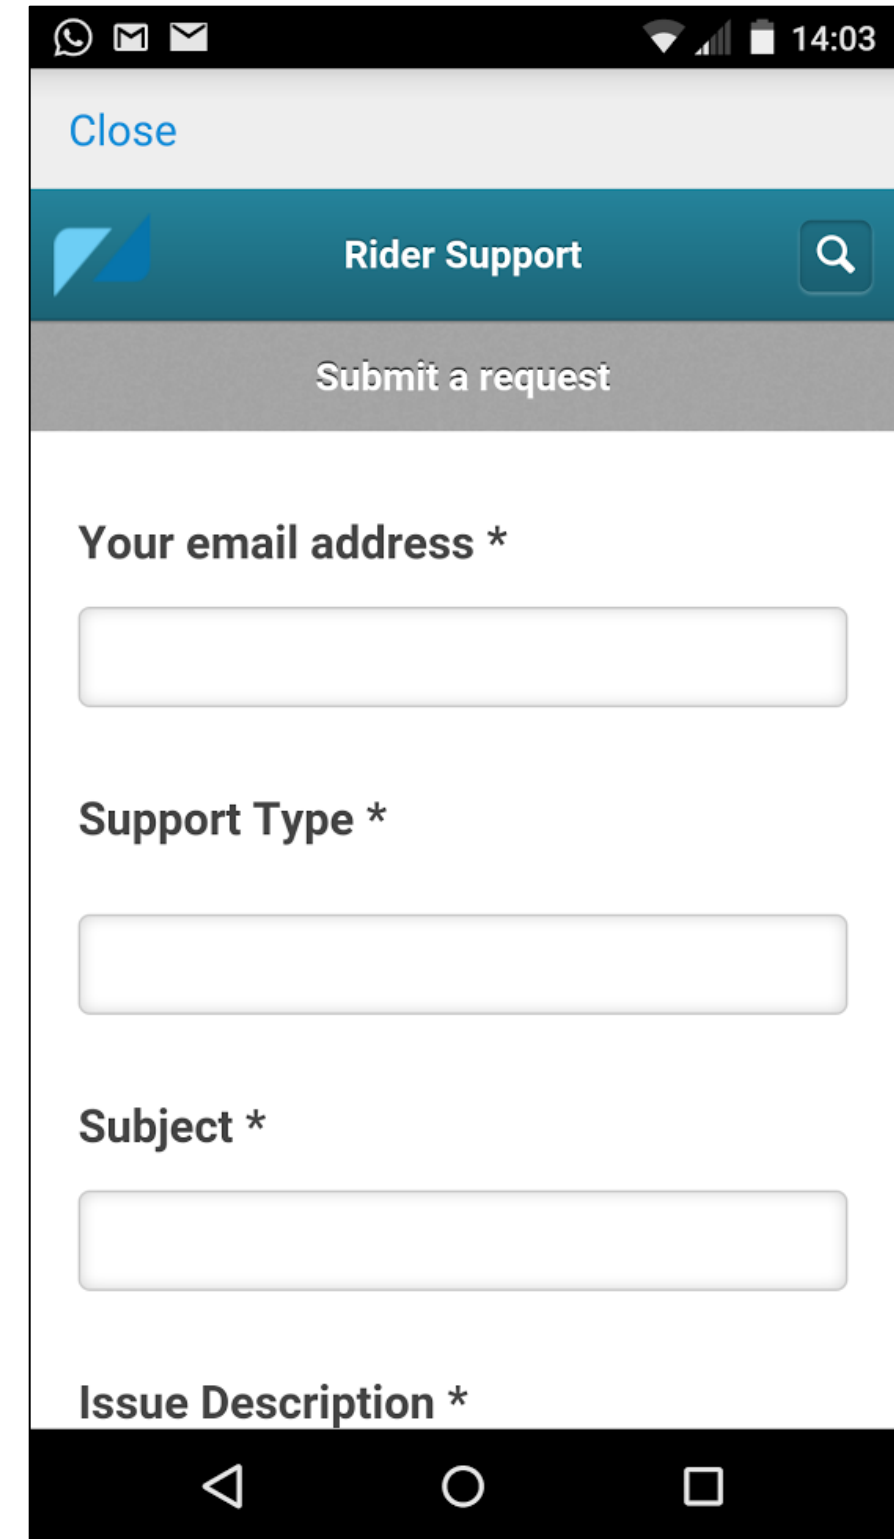 14:03
Close
Rider Support
Submit a request
Your email address *
Support Type *
Subject *
Issue Description *